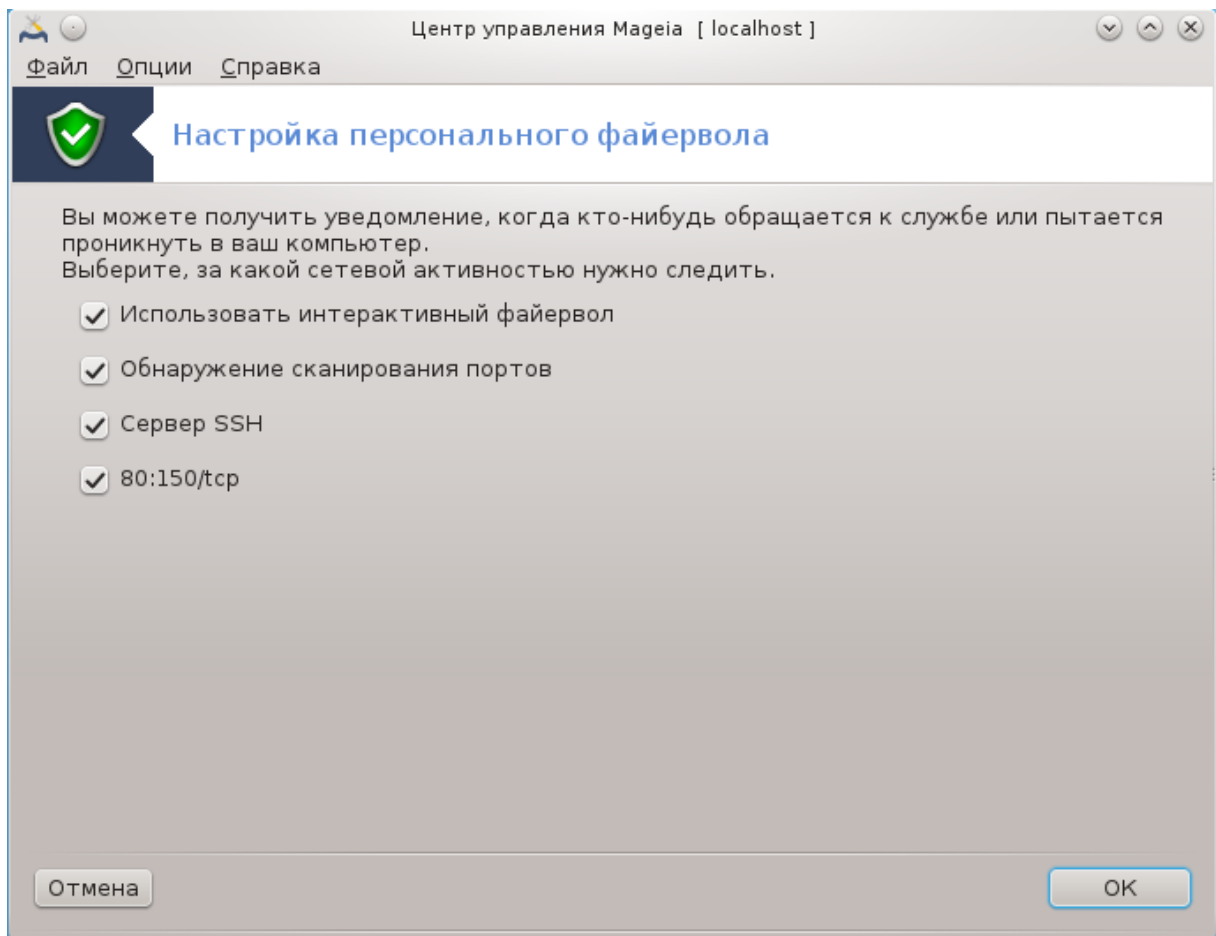 Центр управления Mageia [ localhost ]
Файл Опции Справка
Настройка персонального файервола
Вы можете получить уведомление, когда кто-нибудь обращается к службе или пытается
проникнуть в ваш компьютер.
Выберите, за какой сетевой активностью нужно следить.
Использовать интерактивный файервол
Обнаружение сканирования портов
Сервер SSH
80:150/tcp
Отмена
OK